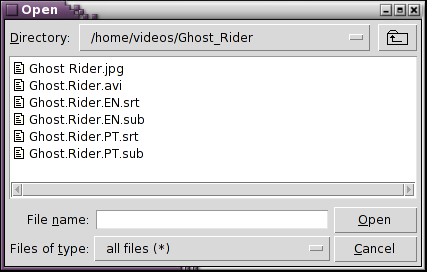 Open
Directory: /home/videos/Ghost_Rider
Ghost Rider.jpg
Ghost.Rider.avi
Ghost.Rider.EN.srt
Ghost.Rider.EN.sub
Ghost.Rider.PT.srt
Ghost.Rider.PT.sub
File name: Open
Files of type: all files (*) Cancel